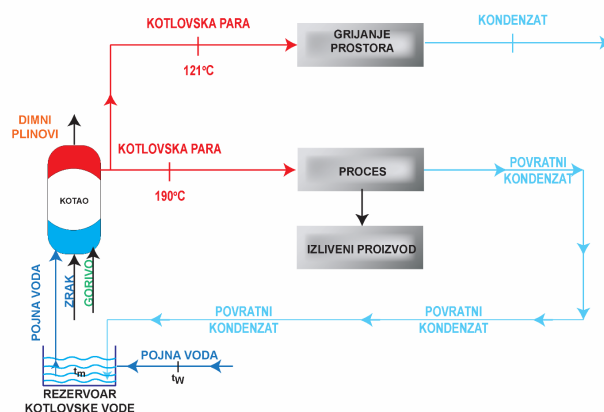 KOTLOVSKA PARA
121°C
GRIJANJE
PROSTORA
KONDENZAT
DIMNI
PLINOVI
KOTLOVSKA PARA
190°C
PROCES
POVRATNI
KONDENZAT
KOTAO
IZLIVENI PROIZVOD
POJNA VODA
ZRAK
GORIVO
POVRATNI
KONDENZAT
POVRATNI
KONDENZAT
POJNA VODA
tm
tw
REZERVOAR
KOTLOVSKE VODE